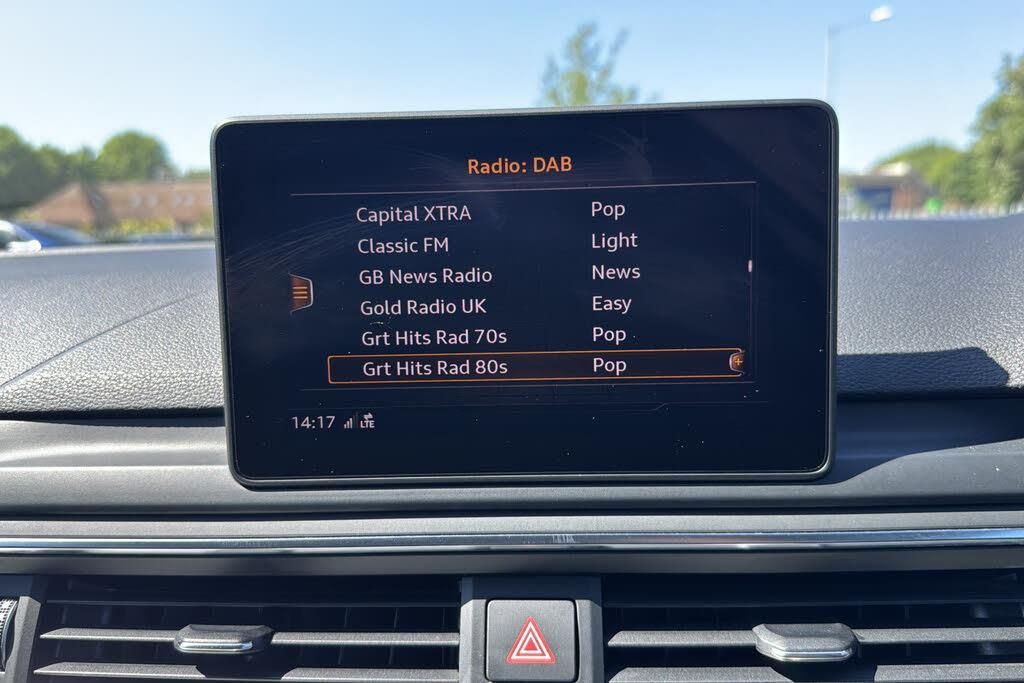 Radio: DAB
Capital XTRA Pop
Classic FM Light
GB News Radio News
Gold Radio UK Easy
Grt Hits Rad 70s Pop
Grt Hits Rad 80s Pop
14:17 LTE